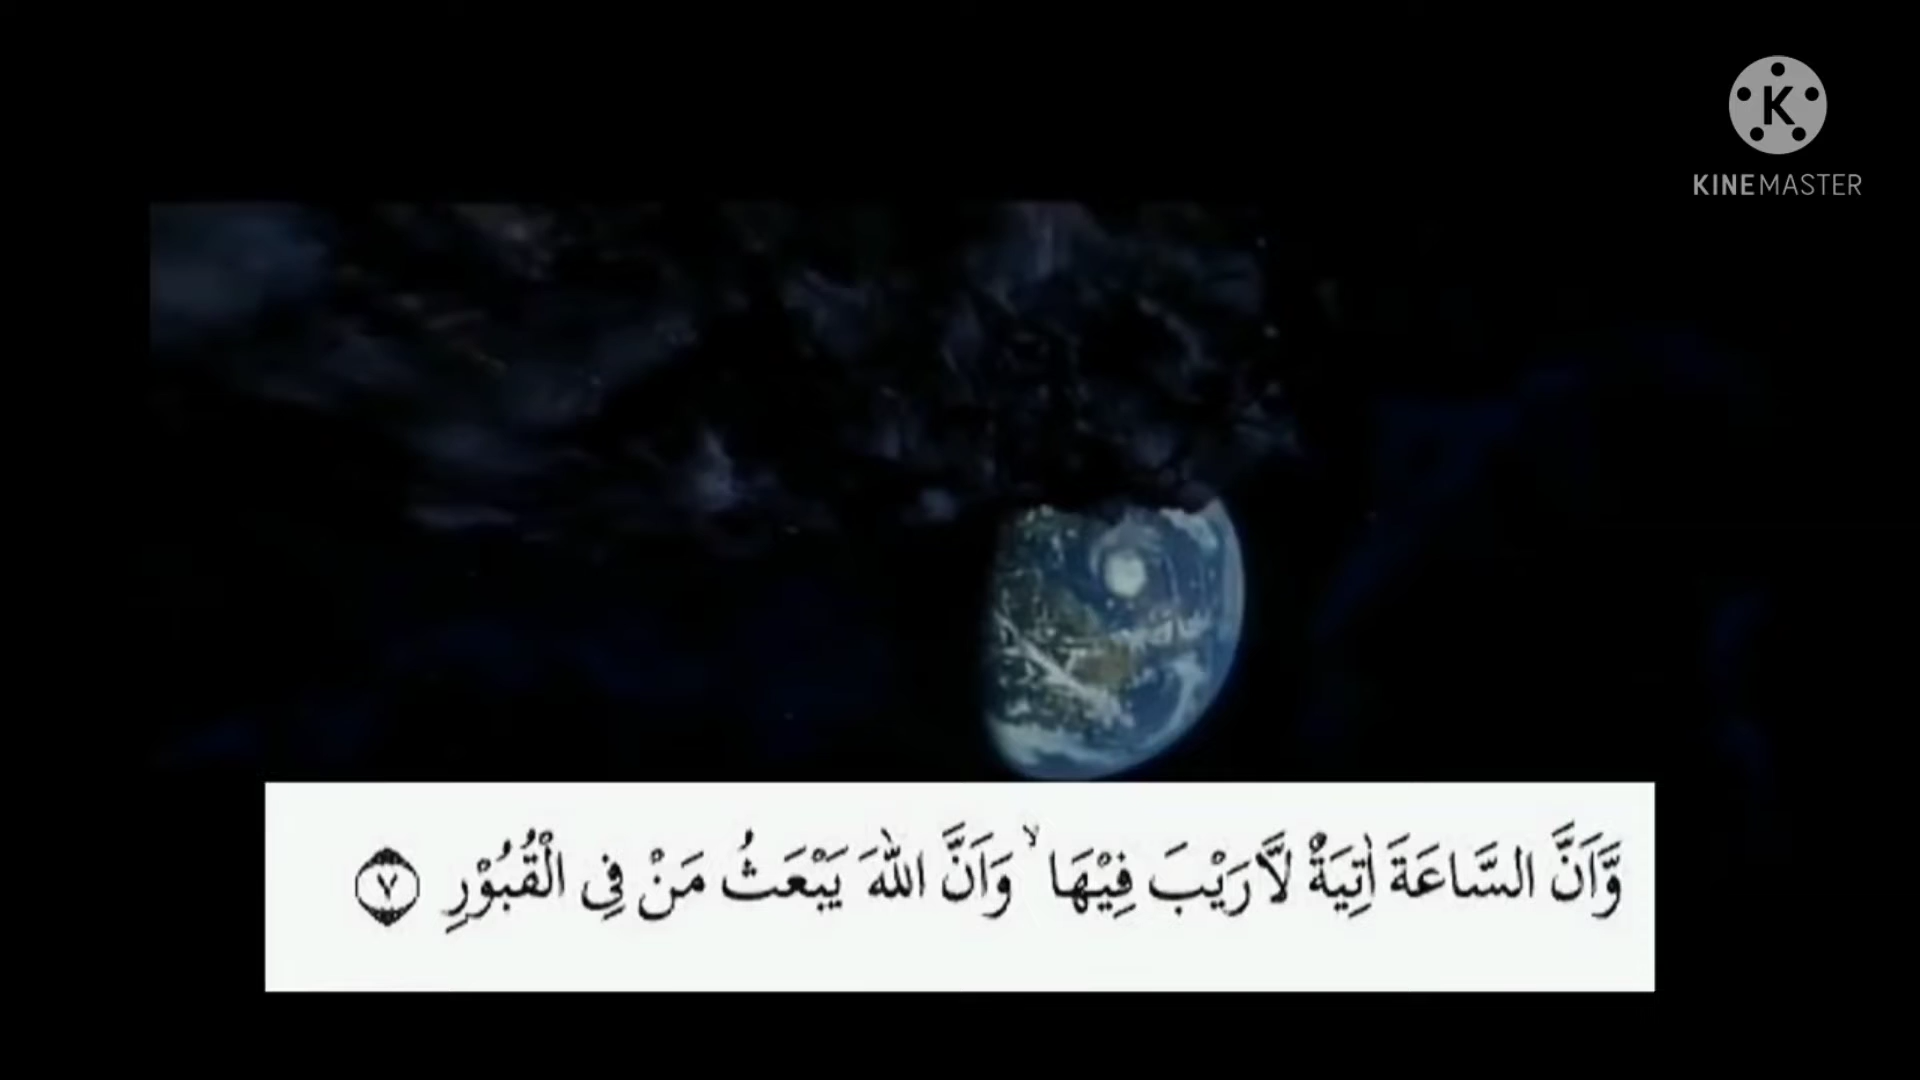 K
KINEMASTER
وَّاَنَّ السَّاعَةَ اٰتِيَةٌ لَّا رَيْبَ فِيْهَا ۙ وَاَنَّ اللّٰهَ يَبْعَثُ مَنْ فِى الْقُبُوْرِ ٧